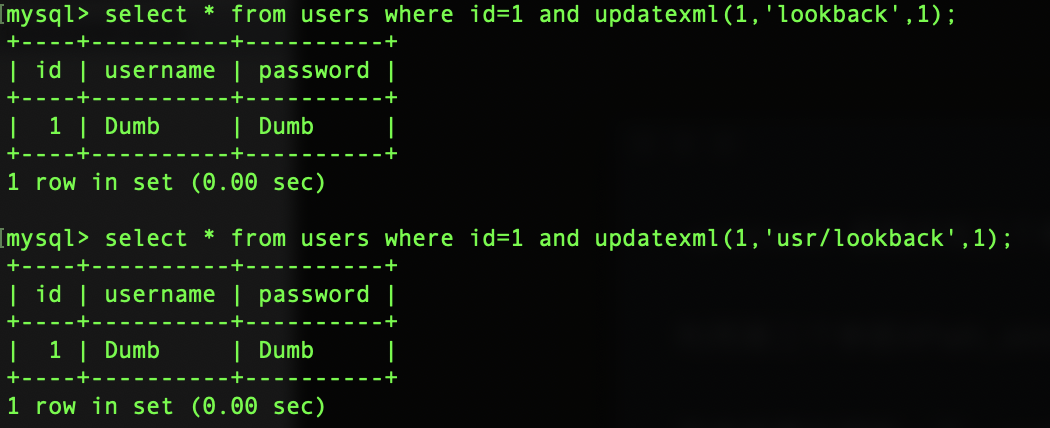 [mysql> select * from users where id=1 and updatexml(1,'lookback',1);
+----+----------+----------+
| id | username | password |
+----+----------+----------+
|  1 | Dumb     | Dumb     |
+----+----------+----------+
1 row in set (0.00 sec)

[mysql> select * from users where id=1 and updatexml(1,'usr/lookback',1);
+----+----------+----------+
| id | username | password |
+----+----------+----------+
|  1 | Dumb     | Dumb     |
+----+----------+----------+
1 row in set (0.00 sec)